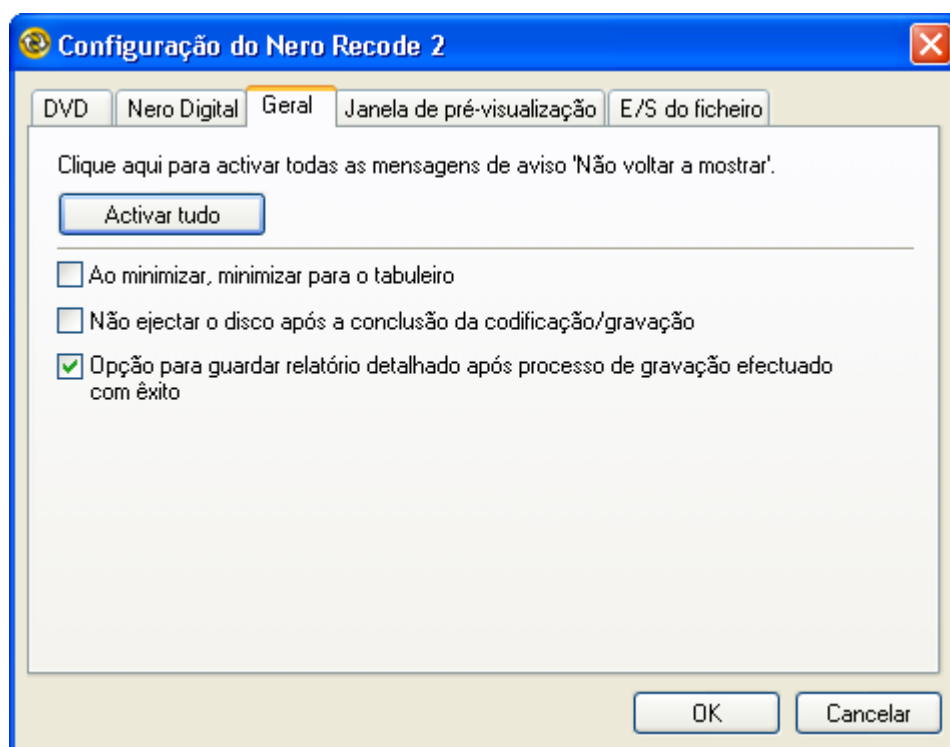 Configuração do Nero Recode 2
DVD
Nero Digital
Geral
Janela de pré-visualização
E/S do ficheiro
Clique aqui para activar todas as mensagens de aviso 'Não voltar a mostrar'.
Activar tudo
Ao minimizar, minimizar para o tabuleiro
Não ejectar o disco após a conclusão da codificação/gravação
Opção para guardar relatório detalhado após processo de gravação efectuado
com êxito
OK
Cancelar